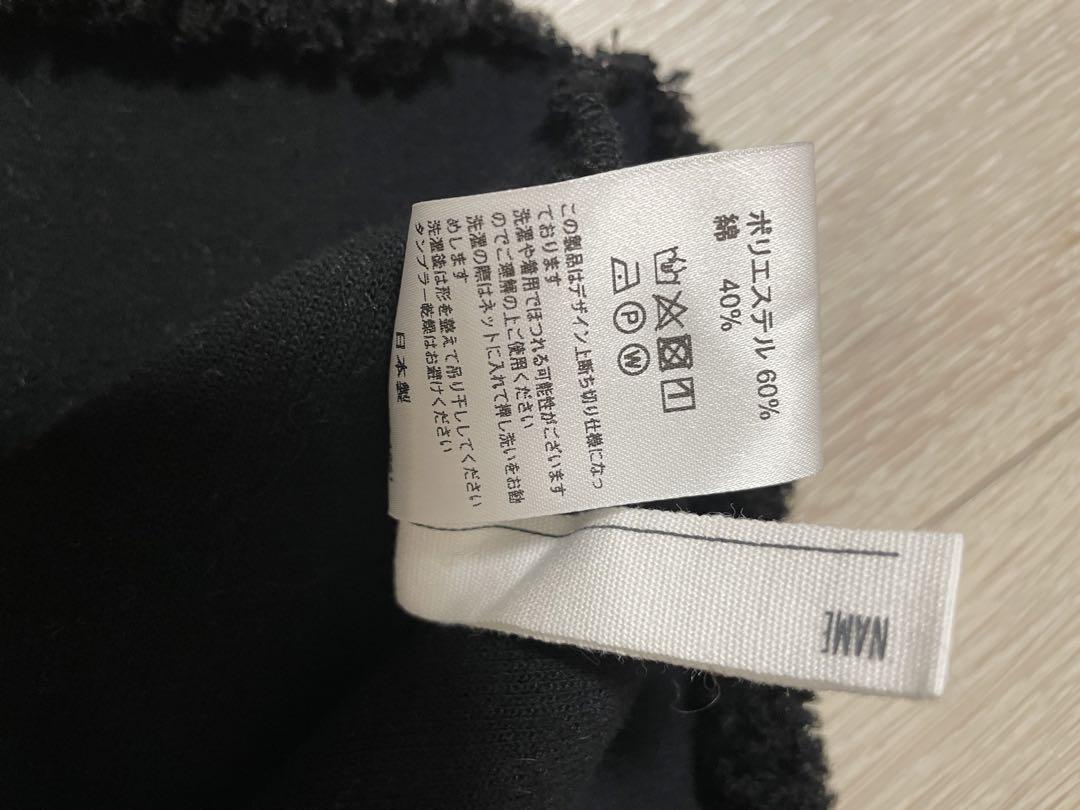 ポリエステル 60%
綿 40%
P W
この製品はデザイン上断ち切り仕様になっ
ております
洗濯や着用でほつれる可能性がございます
のでご理解の上ご使用ください
洗濯の際はネットに入れて押し洗いをお勧
めします
洗濯後は形を整えて吊り干ししてください
タンブラー乾燥はお避けください
日本製
NAME